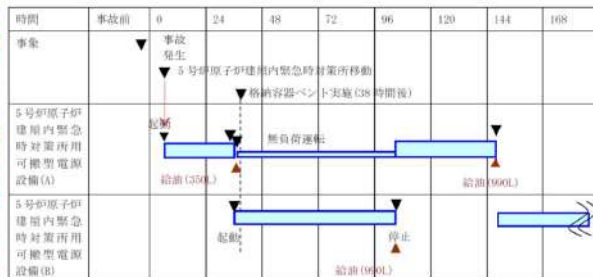 時間 事故前 0 24 48 72 96 120 144 168
事象
事故
発生
5号炉原子炉建屋内緊急時対策所移動
格納容器ベント実施(38時間後)
5号炉原子炉
建屋内緊急
時対策所用
可搬型電源
設備(A)
起動
無負荷運転
給油(350L)
給油(990L)
5号炉原子炉
建屋内緊急
時対策所用
可搬型電源
設備(B)
起動
停止
給油(990L)